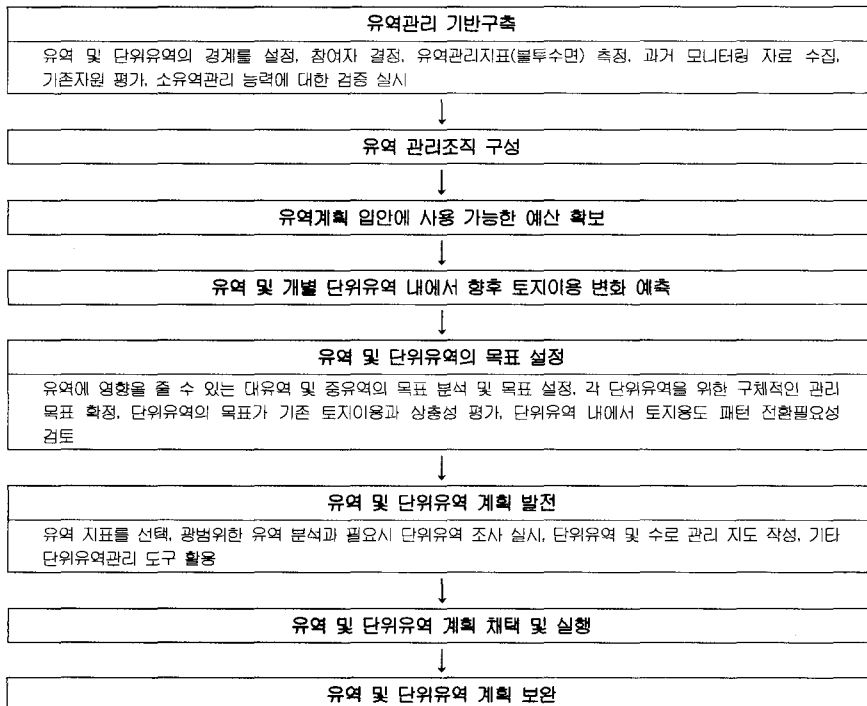 유역관리 기반구축
유역 및 단위유역의 경계를 설정, 참여자 결정, 유역관리지표(불투수면) 측정, 과거 모니터링 자료 수집,
기존자원 평가, 소유역관리 능력에 대한 검증 실시
↓
유역 관리조직 구성
↓
유역계획 입안에 사용 가능한 예산 확보
↓
유역 및 개별 단위유역 내에서 향후 토지이용 변화 예측
↓
유역 및 단위유역의 목표 설정
유역에 영향을 줄 수 있는 대유역 및 중유역의 목표 분석 및 목표 설정, 각 단위유역을 위한 구체적인 관리
목표 확정, 단위유역의 목표가 기존 토지이용과 상충성 평가, 단위유역 내에서 토지용도 패턴 전환필요성
검토
↓
유역 및 단위유역 계획 발전
유역 지표를 선택, 광범위한 유역 분석과 필요시 단위유역 조사 실시, 단위유역 및 수로 관리 지도 작성, 기타
단위유역관리 도구 활용
↓
유역 및 단위유역 계획 채택 및 실행
↓
유역 및 단위유역 계획 보완